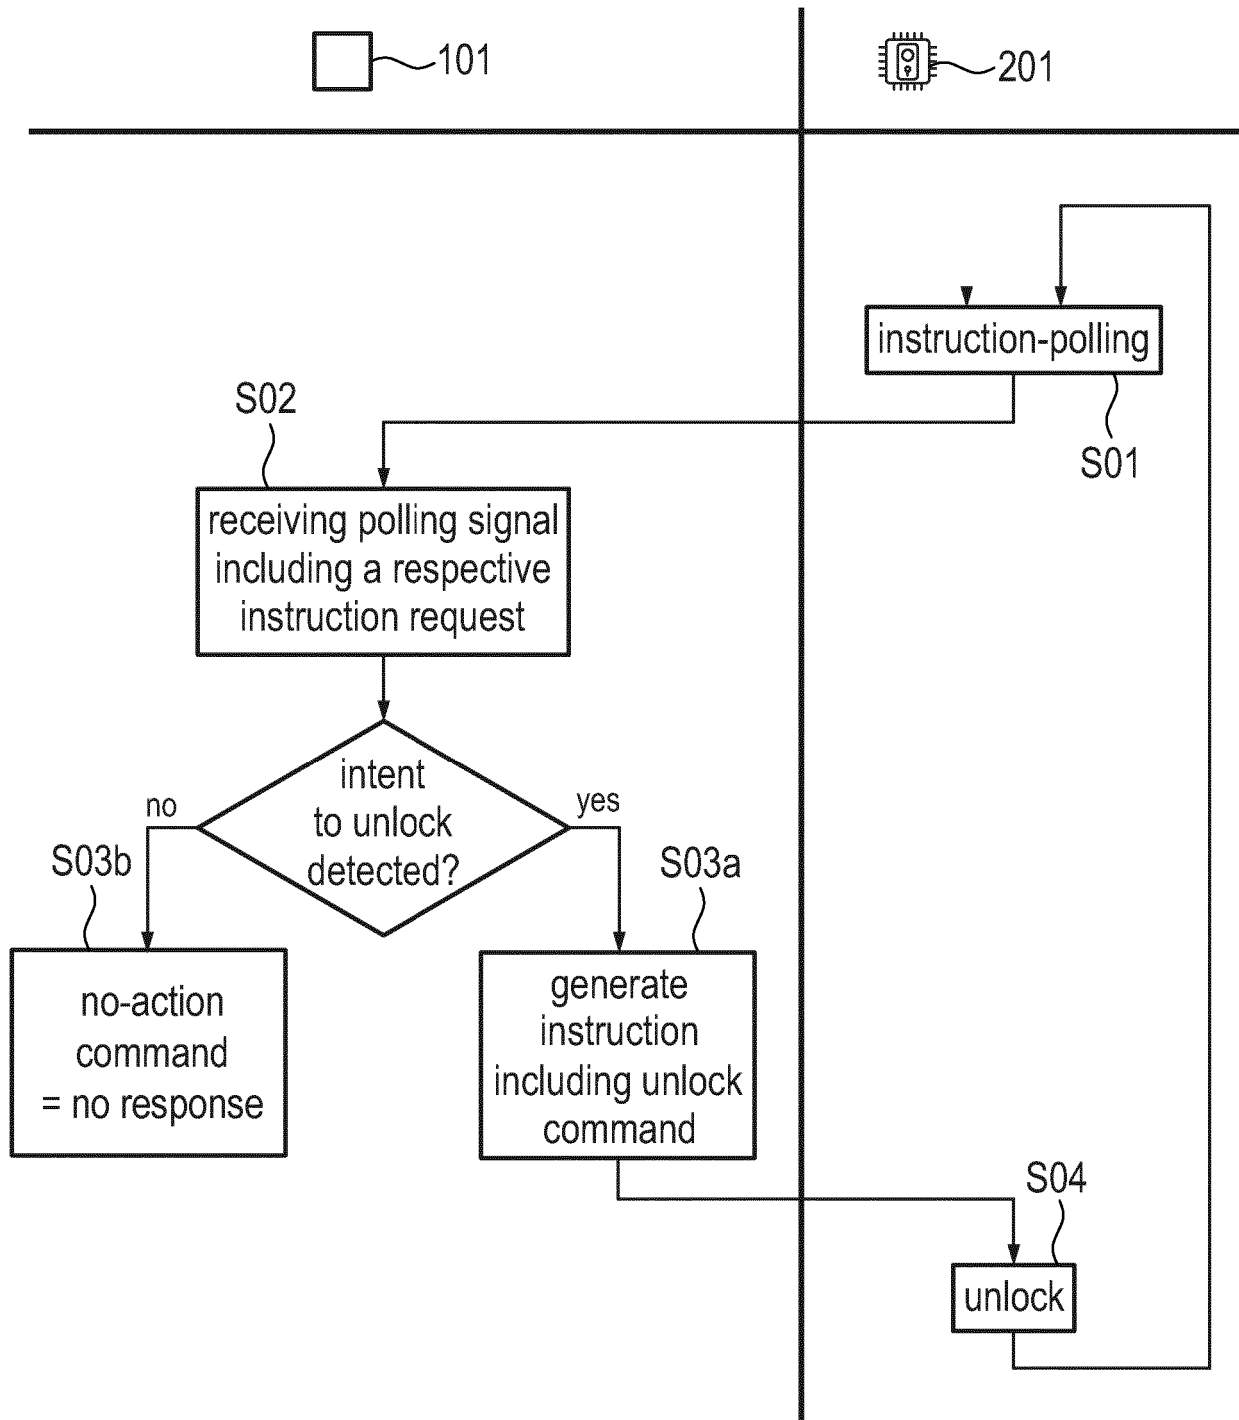 101
201
instruction-polling
S01
S02
receiving polling signal
including a respective
instruction request
intent
to unlock
detected?
no
yes
S03b
S03a
no-action
command
= no response
generate
instruction
including unlock
command
S04
unlock